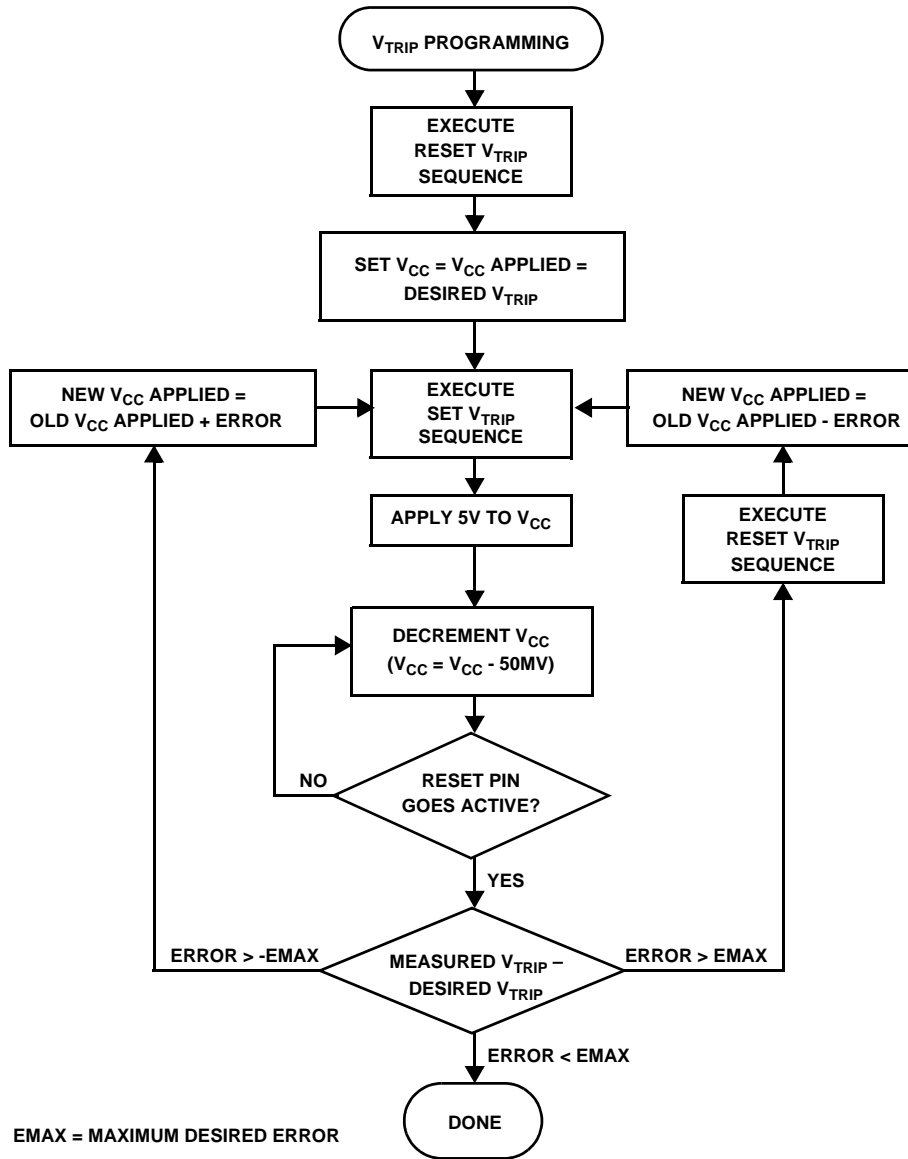 VTRIP PROGRAMMING
EXECUTE
RESET VTRIP
SEQUENCE
SET VCC = VCC APPLIED =
DESIRED VTRIP
NEW VCC APPLIED =
OLD VCC APPLIED + ERROR
EXECUTE
SET VTRIP
SEQUENCE
NEW VCC APPLIED =
OLD VCC APPLIED - ERROR
APPLY 5V TO VCC
EXECUTE
RESET VTRIP
SEQUENCE
DECREMENT VCC
(VCC = VCC - 50MV)
NO
RESET PIN
GOES ACTIVE?
YES
ERROR > -EMAX
MEASURED VTRIP –
DESIRED VTRIP
ERROR > EMAX
ERROR < EMAX
DONE
EMAX = MAXIMUM DESIRED ERROR